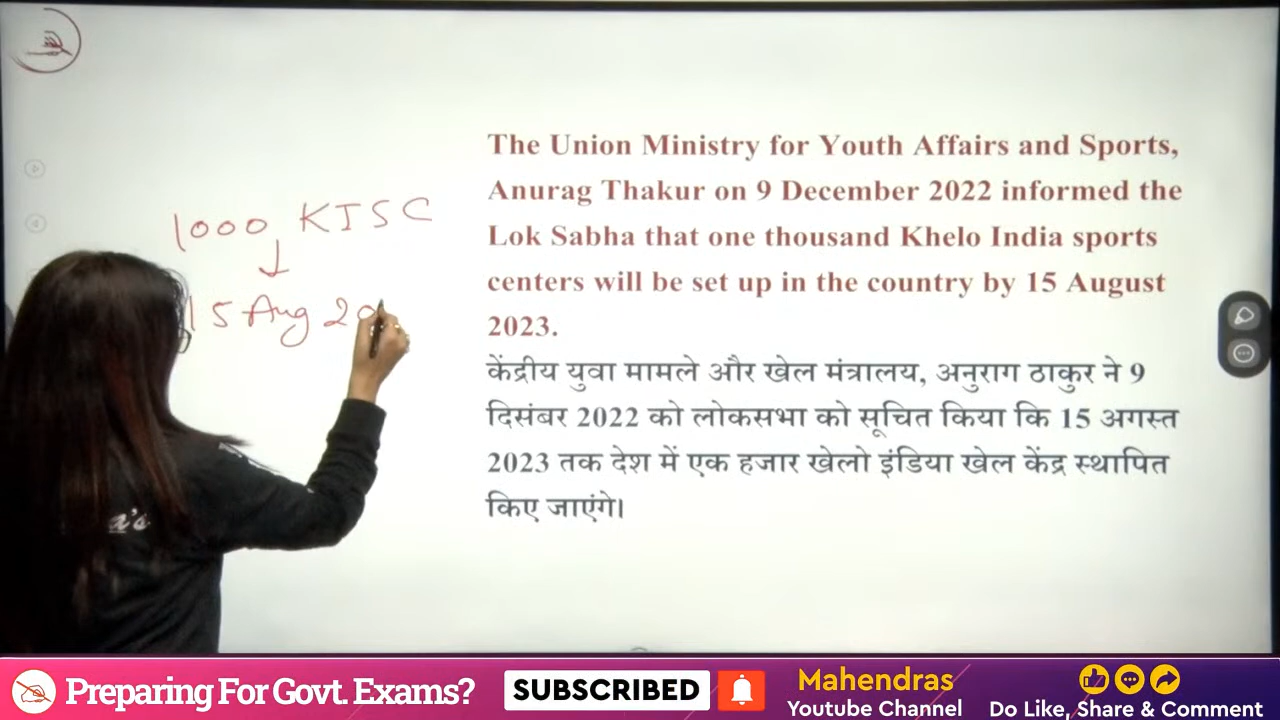 1000 KISC
15 Aug 20
The Union Ministry for Youth Affairs and Sports,
Anurag Thakur on 9 December 2022 informed the
Lok Sabha that one thousand Khelo India sports
centers will be set up in the country by 15 August
2023.
केंद्रीय युवा मामले और खेल मंत्रालय, अनुराग ठाकुर ने 9
दिसंबर 2022 को लोकसभा को सूचित किया कि 15 अगस्त
2023 तक देश में एक हजार खेलो इंडिया खेल केंद्र स्थापित
किए जाएंगे।
Preparing For Govt. Exams?
SUBSCRIBED
Mahendras
Youtube Channel
Do Like, Share & Comment